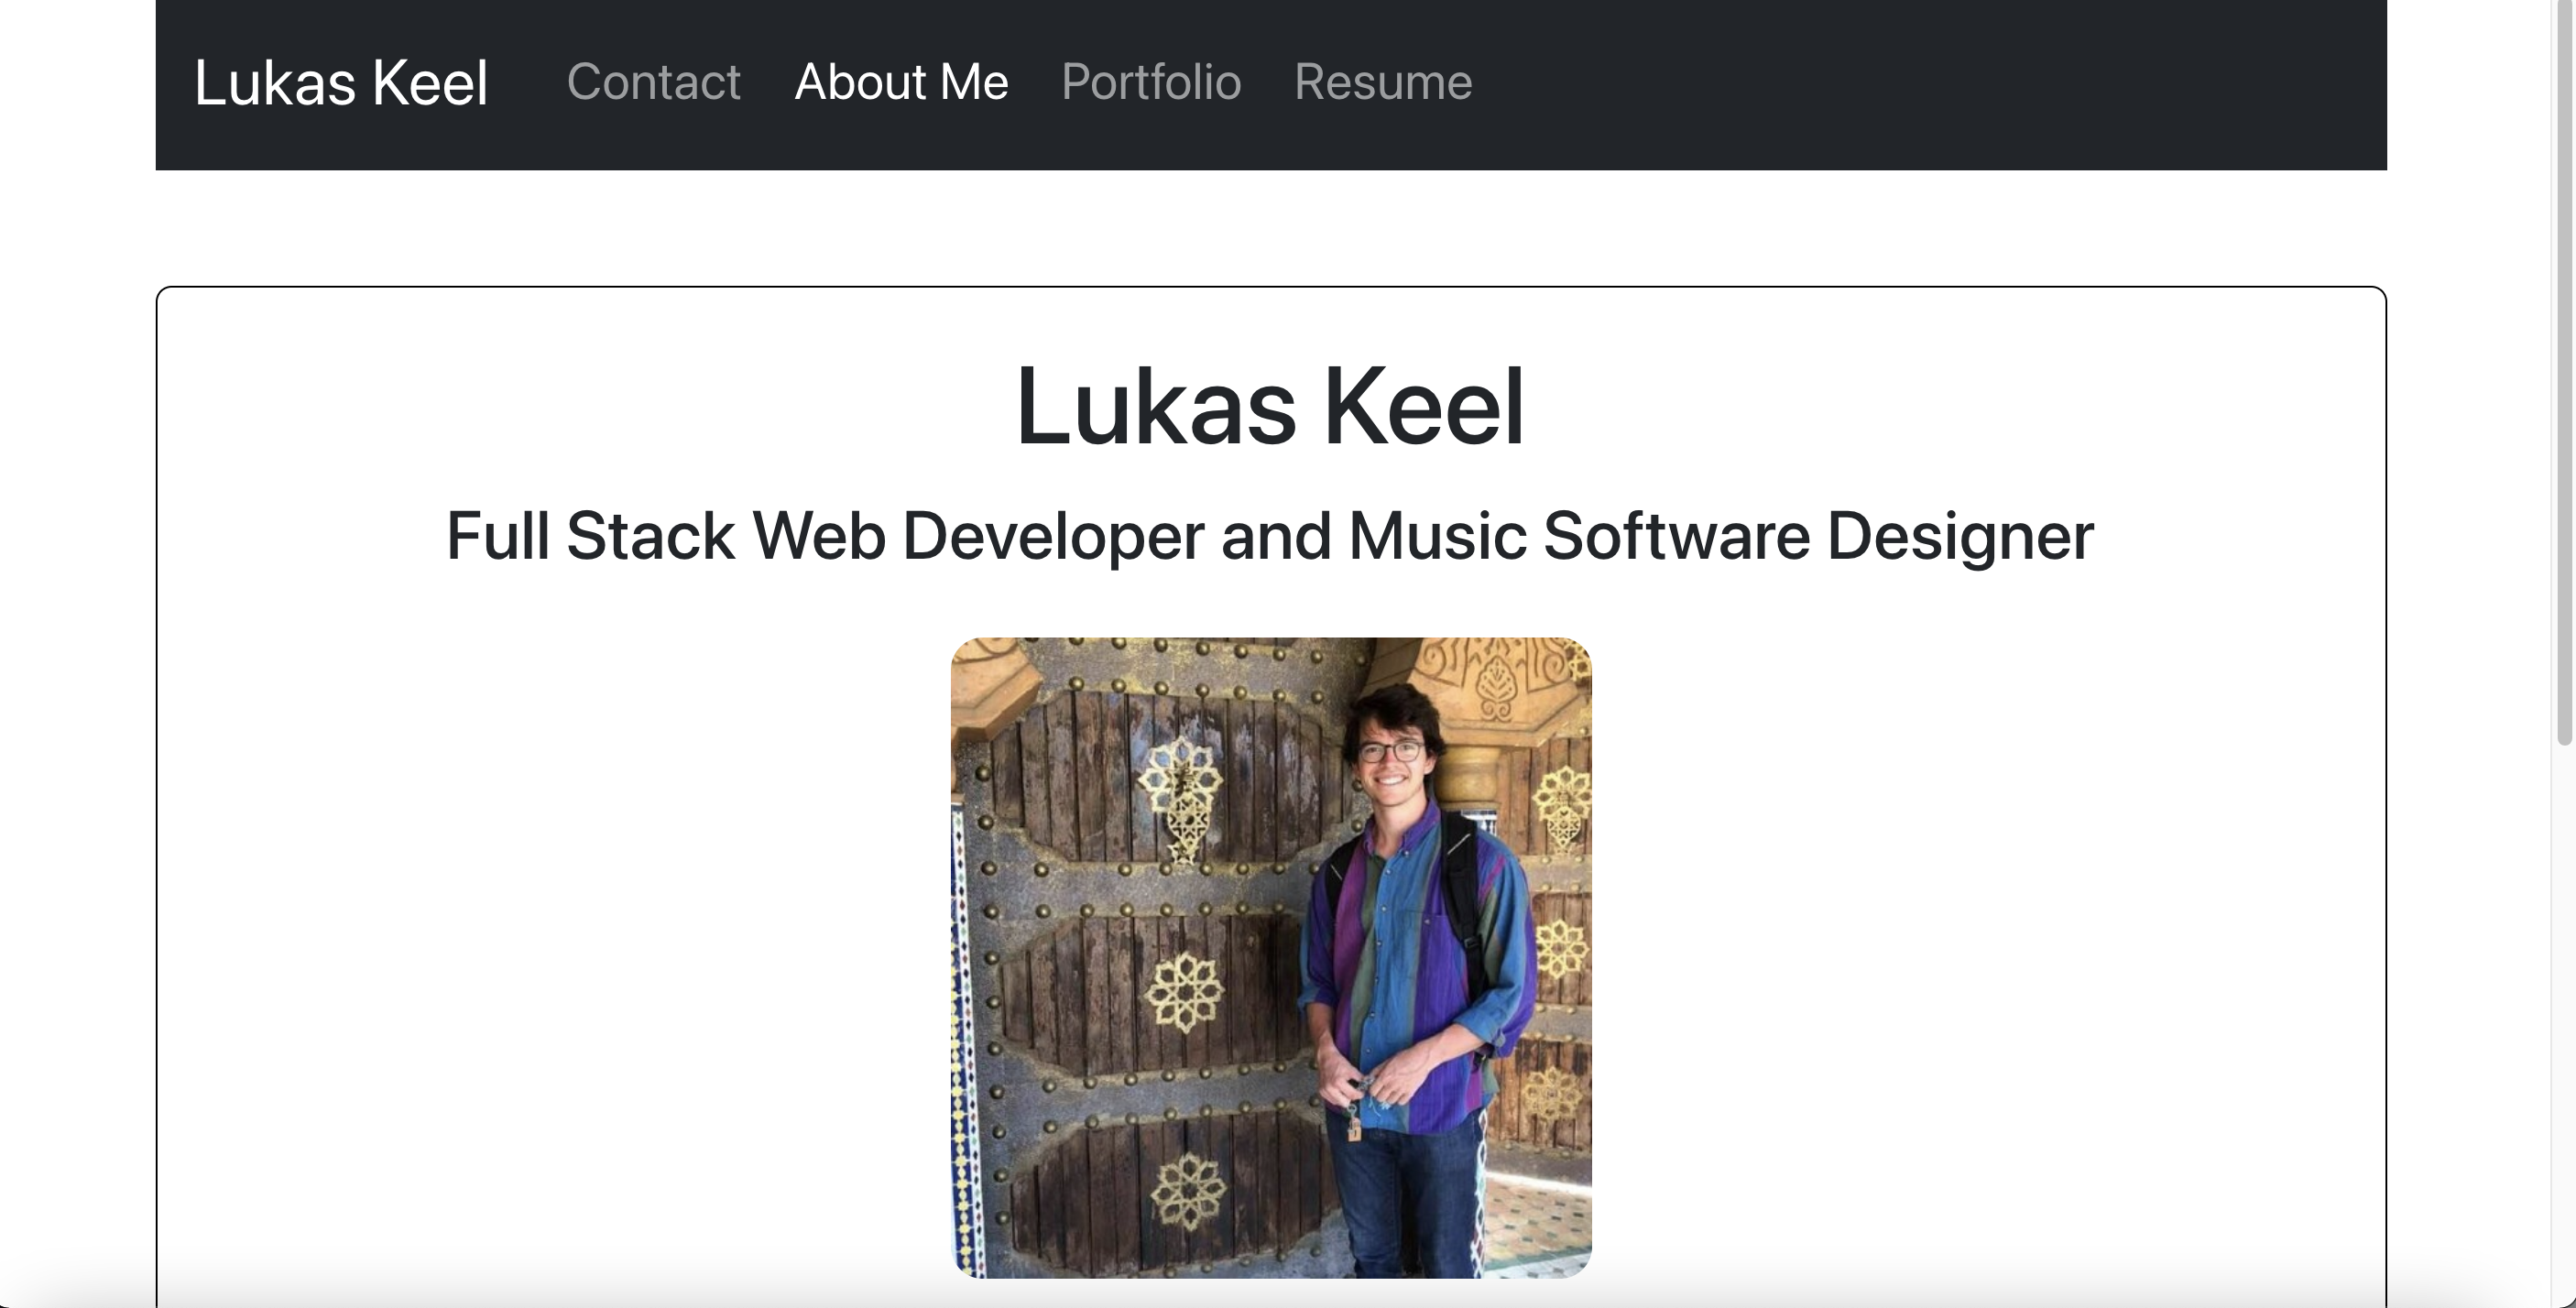 Lukas Keel Contact About Me Portfolio Resume
Lukas Keel
Full Stack Web Developer and Music Software Designer